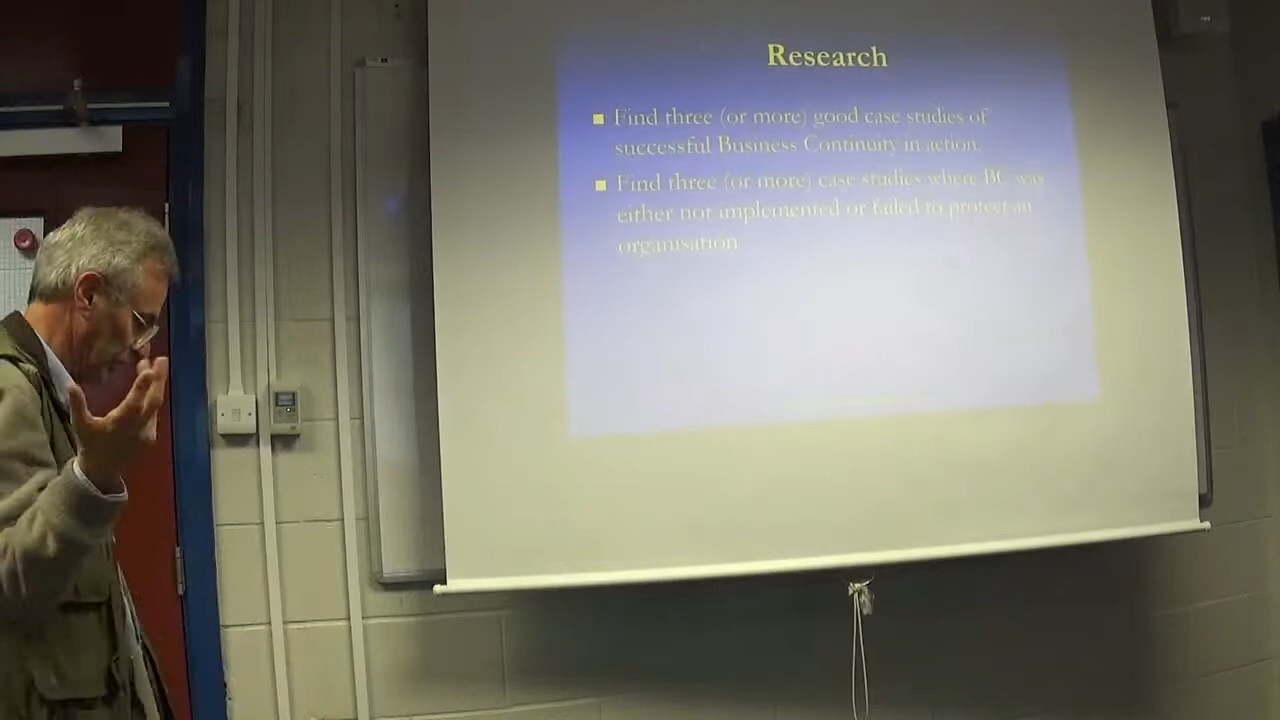 Research
Find three (or more) good case studies of
successful Business Continuity in action.
Find three (or more) case studies where BC was
either not implemented or failed to protect an
organisation